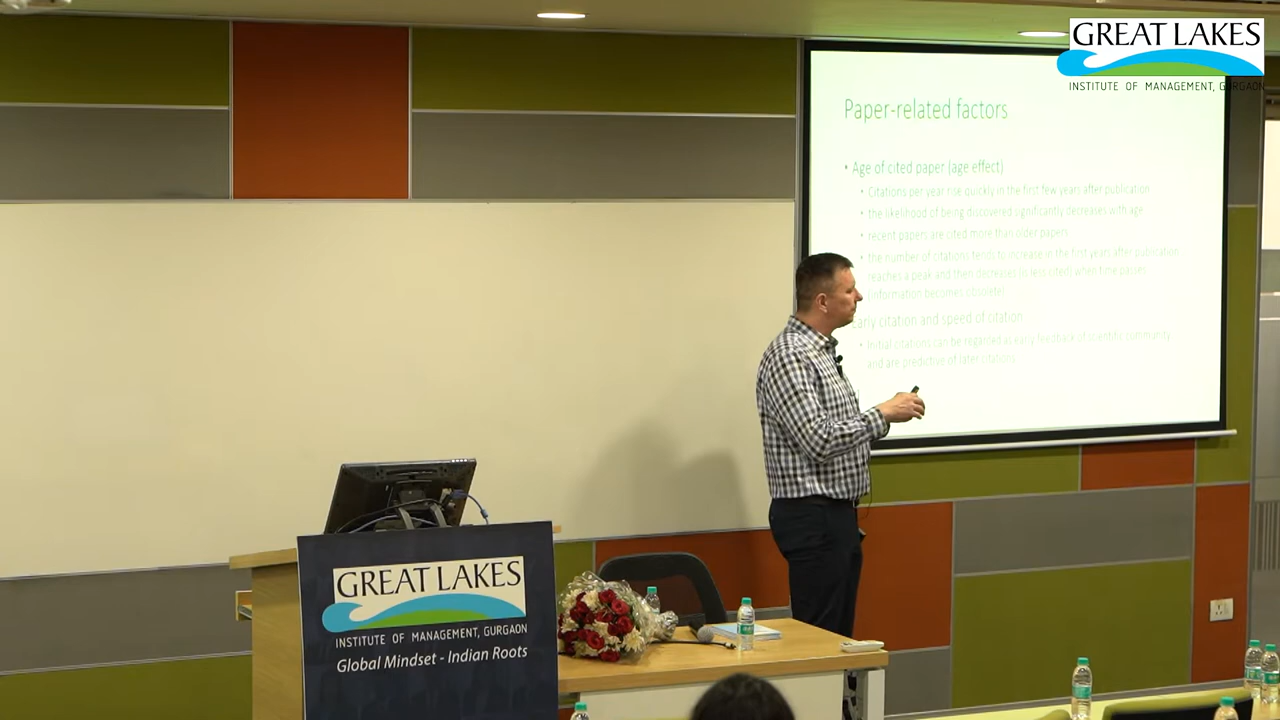 GREAT LAKES
INSTITUTE OF MANAGEMENT, GURGAON
Paper-related factors
• Age of cited paper (age effect)
• Citations per year rise quickly in the first few years after publication
• the likelihood of being discovered significantly decreases with age
• recent papers are cited more than older papers
• the number of citations tends to increase in the first years after publication,
reaches a peak and then decreases (is less cited) when time passes
(information becomes obsolete)
Early citation and speed of citation
• Initial citations can be regarded as early feedback of scientific community
and are predictive of later citations
GREAT LAKES
INSTITUTE OF MANAGEMENT, GURGAON
Global Mindset - Indian Roots